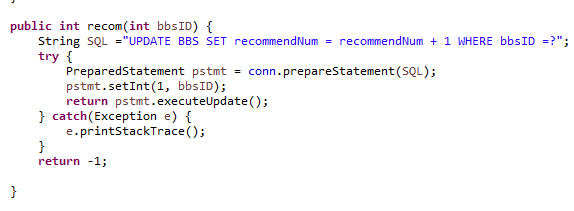 }
public int recom(int bbsID) {
String SQL ="UPDATE BBS SET recommendNum = recommendNum + 1 WHERE bbsID =?";
try {
PreparedStatement pstmt = conn.prepareStatement(SQL);
pstmt.setInt(1, bbsID);
return pstmt.executeUpdate();
} catch(Exception e) {
e.printStackTrace();
}
return -1;
}